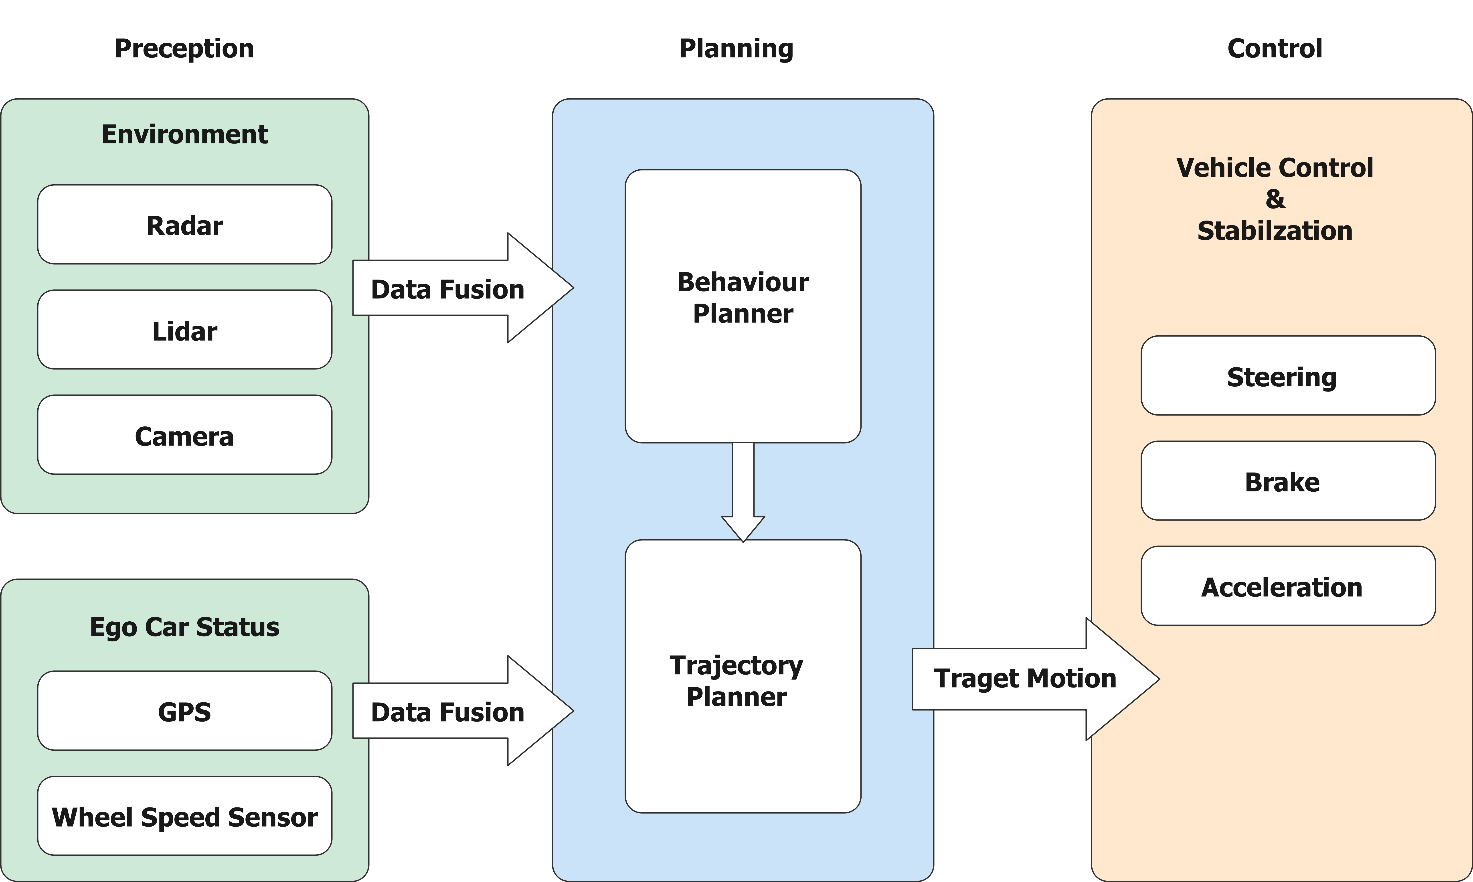 Preception
Planning
Control
Environment
Radar
Lidar
Camera
Data Fusion
Ego Car Status
GPS
Wheel Speed Sensor
Data Fusion
Behaviour
Planner
Trajectory
Planner
Traget Motion
Vehicle Control
&
Stabilzation
Steering
Brake
Acceleration